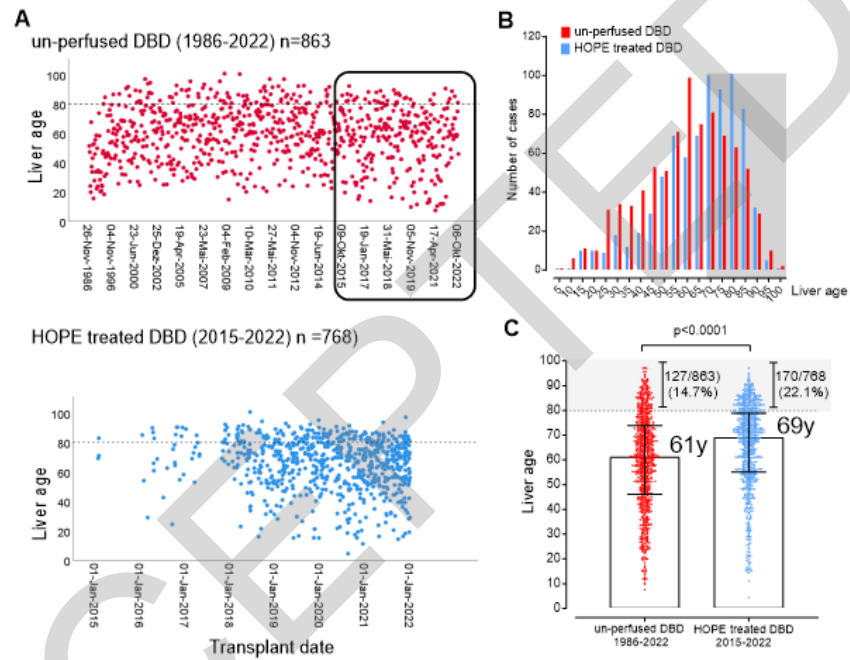 A
un-perfused DBD (1986-2022) n=863
Liver age
100
80
60
40
20
0
26-Nov-1986
04-Nov-1996
23-Jun-2000
25-Dez-2002
19-Apr-2005
23-Mai-2007
04-Feb-2009
10-Mär-2010
27-Mai-2011
04-Nov-2012
19-Jun-2014
09-Okt-2015
19-Jan-2017
31-Mai-2018
05-Nov-2019
17-Apr-2021
06-Okt-2022
HOPE treated DBD (2015-2022) n =768)
Liver age
100
80
60
40
20
0
01-Jan-2015
01-Jan-2016
01-Jan-2017
01-Jan-2018
01-Jan-2019
01-Jan-2020
01-Jan-2021
01-Jan-2022
Transplant date
B
un-perfused DBD
HOPE treated DBD
Number of cases
120
100
80
60
40
20
0
5 10 15 20 25 30 35 40 45 50 55 60 65 70 75 80 85 90 95 100
Liver age
C
p<0.0001
127/863)
(14.7%)
170/768
(22.1%)
61y
69y
Liver age
100
90
80
70
60
50
40
30
20
10
0
un-perfused DBD
1986-2022
HOPE treated DBD
2015-2022